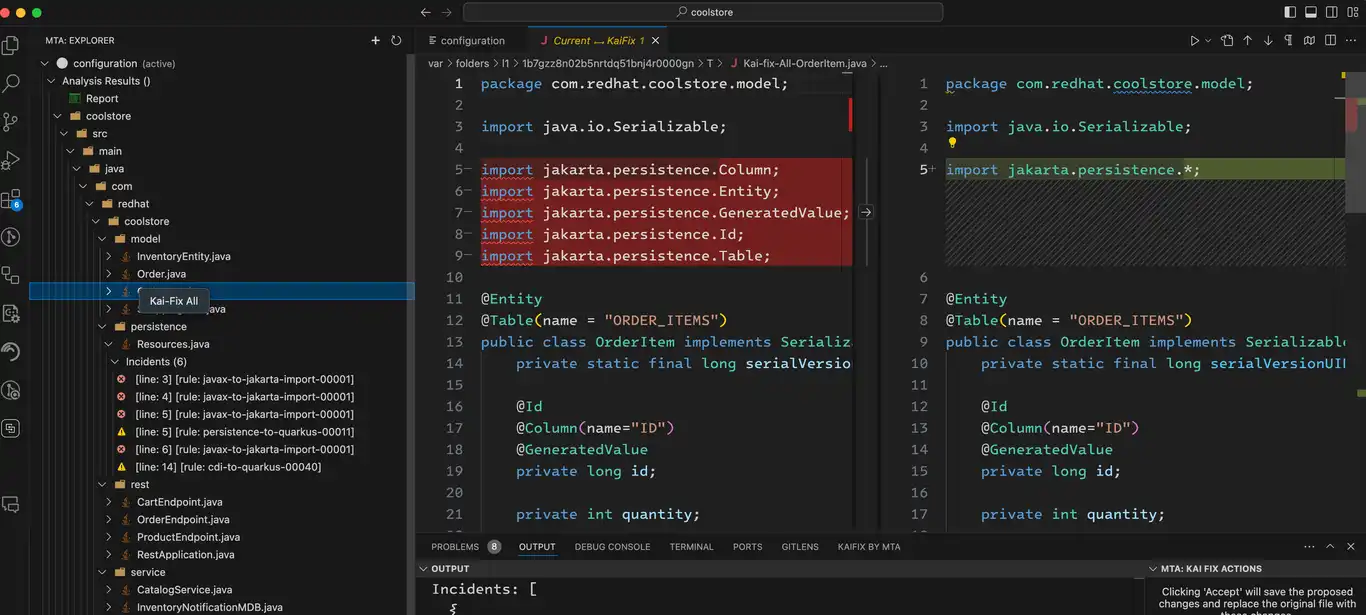 coolstore
MTA: EXPLORER
configuration (active)
Analysis Results ()
Report
coolstore
src
main
java
com
redhat
coolstore
model
InventoryEntity.java
Order.java
Kai-Fix All
persistence
Resources.java
Incidents (6)
[line: 3] [rule: javax-to-jakarta-import-00001]
[line: 4] [rule: javax-to-jakarta-import-00001]
[line: 5] [rule: javax-to-jakarta-import-00001]
[line: 5] [rule: persistence-to-quarkus-00011]
[line: 6] [rule: javax-to-jakarta-import-00001]
[line: 14] [rule: cdi-to-quarkus-00040]
rest
CartEndpoint.java
OrderEndpoint.java
ProductEndpoint.java
RestApplication.java
service
CatalogService.java
InventoryNotificationMDB.java
6
configuration
J Current ↔ KaiFix 1
var > folders > l1 > 1b7gzz8n02b5nrtdq51bnj4r0000gn > T > J Kai-fix-All-OrderItem.java > ...
1 package com.redhat.coolstore.model;
2
3 import java.io.Serializable;
4
5− import jakarta.persistence.Column;
6− import jakarta.persistence.Entity;
7− import jakarta.persistence.GeneratedValue;
8− import jakarta.persistence.Id;
9− import jakarta.persistence.Table;
10
11 @Entity
12 @Table(name = "ORDER_ITEMS")
13 public class OrderItem implements Serializ
14 private static final long serialVersio
15
16 @Id
17 @Column(name="ID")
18 @GeneratedValue
19 private long id;
20
21 private int quantity;
1 package com.redhat.coolstore.model;
2
3 import java.io.Serializable;
4
5+ import jakarta.persistence.*;
6
7 @Entity
8 @Table(name = "ORDER_ITEMS")
9 public class OrderItem implements Serializable
10 private static final long serialVersionUI
11
12 @Id
13 @Column(name="ID")
14 @GeneratedValue
15 private long id;
16
17 private int quantity;
PROBLEMS 8 OUTPUT DEBUG CONSOLE TERMINAL PORTS GITLENS KAIFIX BY MTA
OUTPUT
Incidents: [
{
MTA: KAI FIX ACTIONS
Clicking 'Accept' will save the proposed
changes and replace the original file with
these changes